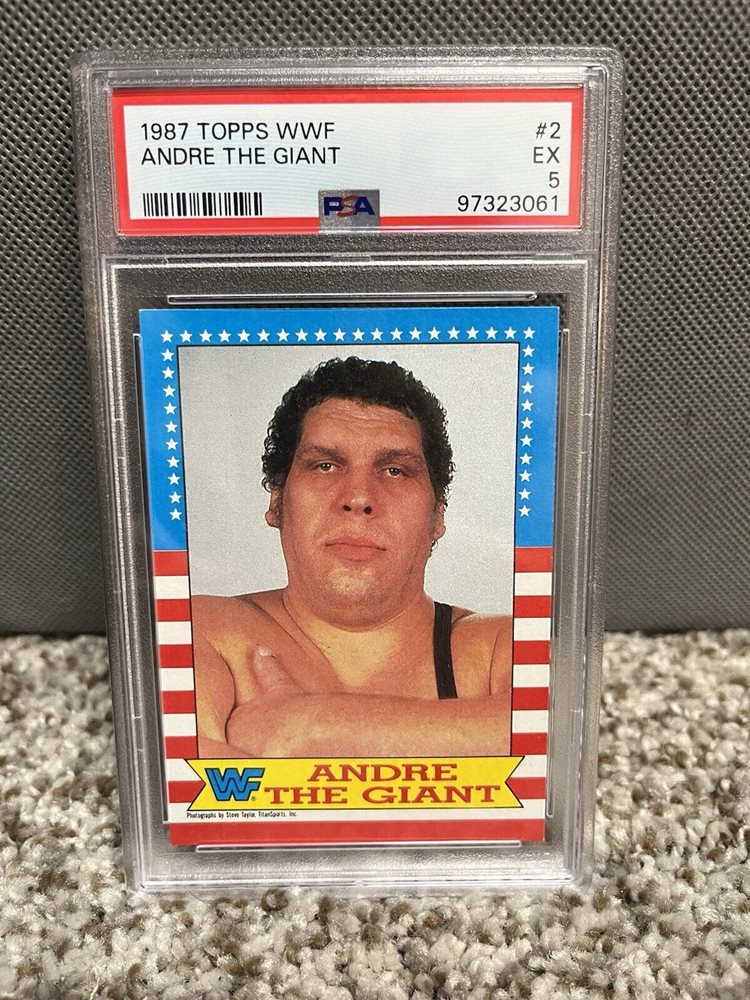 1987 TOPPS WWF #2
ANDRE THE GIANT EX
5
PSA 97323061
WF ANDRE
THE GIANT
Photographs by Steve Taylor, TitanSports, Inc.